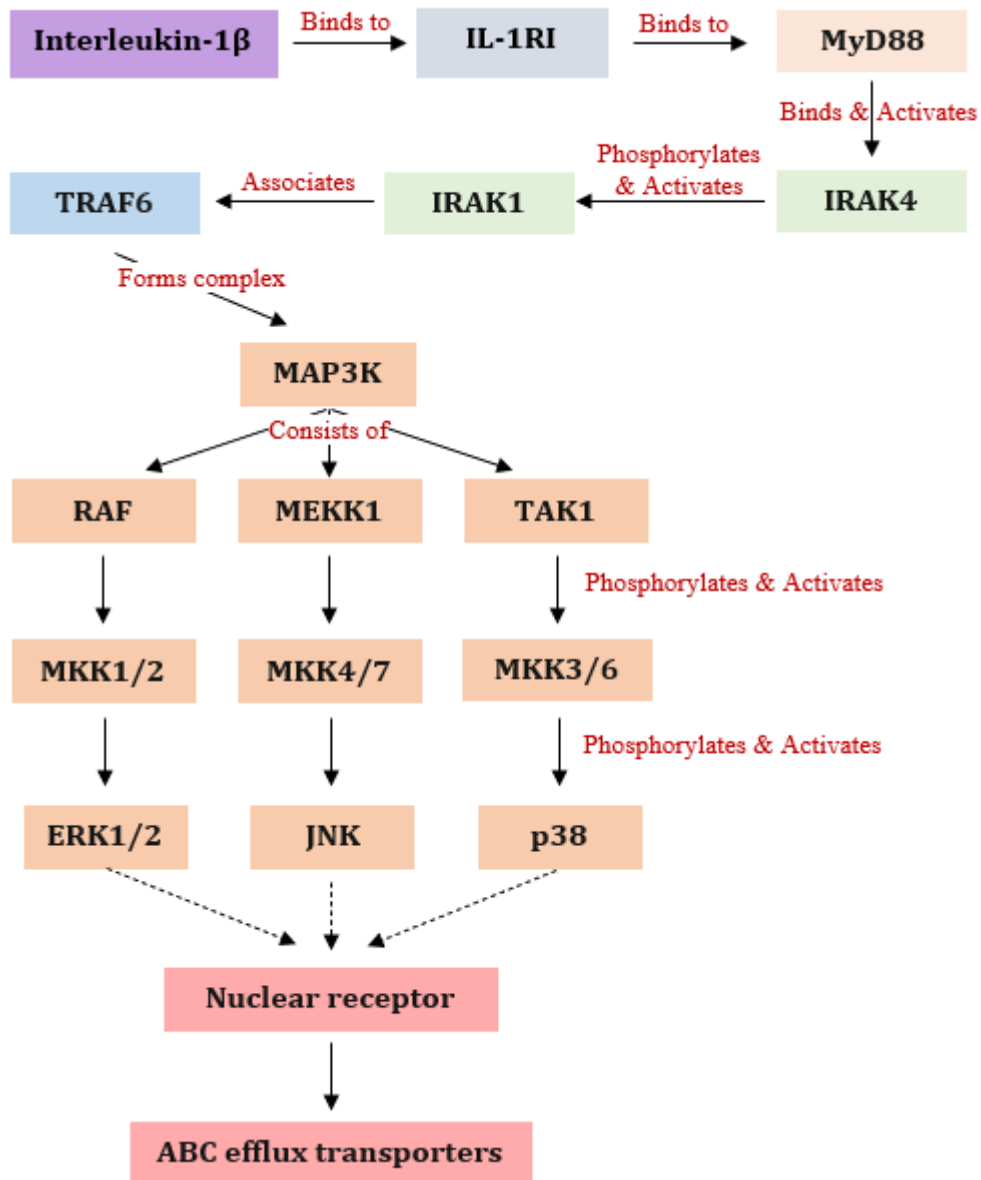 Interleukin-1β
Binds to
IL-1RI
Binds to
MyD88
Binds & Activates
IRAK4
Phosphorylates
& Activates
IRAK1
Associates
TRAF6
Forms complex
MAP3K
Consists of
RAF
MEKK1
TAK1
Phosphorylates & Activates
MKK1/2
MKK4/7
MKK3/6
Phosphorylates & Activates
ERK1/2
JNK
p38
Nuclear receptor
ABC efflux transporters